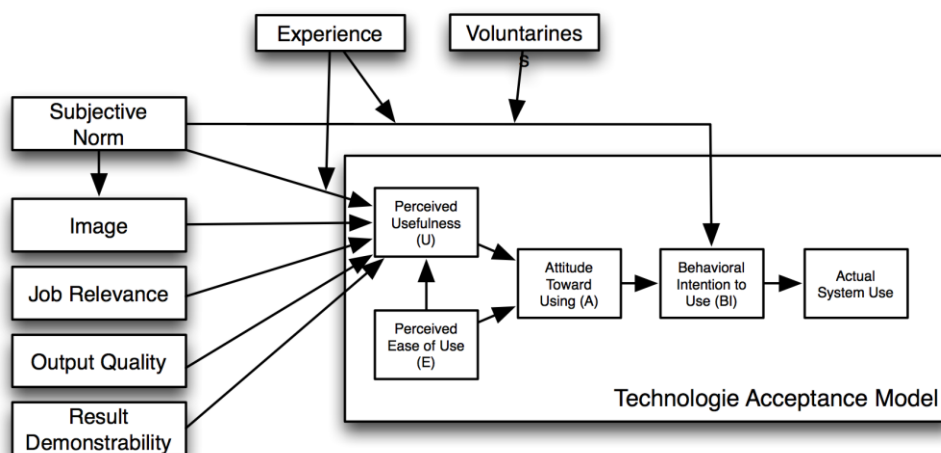 Experience
Voluntarines
s
Subjective
Norm
Image
Job Relevance
Output Quality
Result
Demonstrability
Perceived
Usefulness
(U)
Perceived
Ease of Use
(E)
Attitude
Toward
Using (A)
Behavioral
Intention to
Use (BI)
Actual
System Use
Technologie Acceptance Model